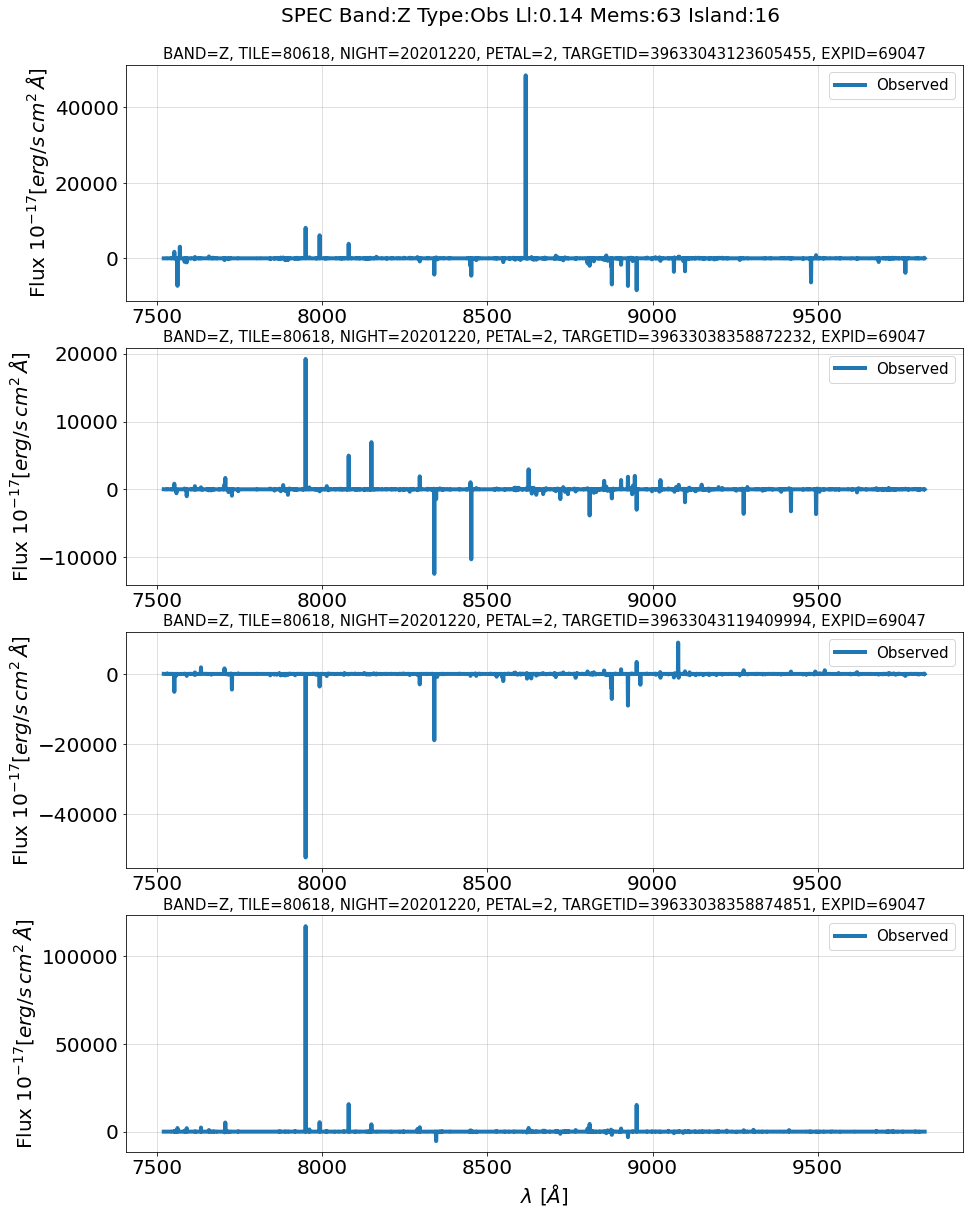 SPEC Band:Z Type:Obs Ll:0.14 Mems:63 Island:16
BAND=Z, TILE=80618, NIGHT=20201220, PETAL=2, TARGETID=39633043123605455, EXPID=69047
Flux 10⁻¹⁷[erg/s cm² Å]
40000
20000
0
Observed
7500 8000 8500 9000 9500
BAND=Z, TILE=80618, NIGHT=20201220, PETAL=2, TARGETID=39633038358872232, EXPID=69047
Flux 10⁻¹⁷[erg/s cm² Å]
20000
10000
0
−10000
Observed
7500 8000 8500 9000 9500
BAND=Z, TILE=80618, NIGHT=20201220, PETAL=2, TARGETID=39633043119409994, EXPID=69047
Flux 10⁻¹⁷[erg/s cm² Å]
0
−20000
−40000
Observed
7500 8000 8500 9000 9500
BAND=Z, TILE=80618, NIGHT=20201220, PETAL=2, TARGETID=39633038358874851, EXPID=69047
Flux 10⁻¹⁷[erg/s cm² Å]
100000
50000
0
Observed
7500 8000 8500 9000 9500
λ [Å]